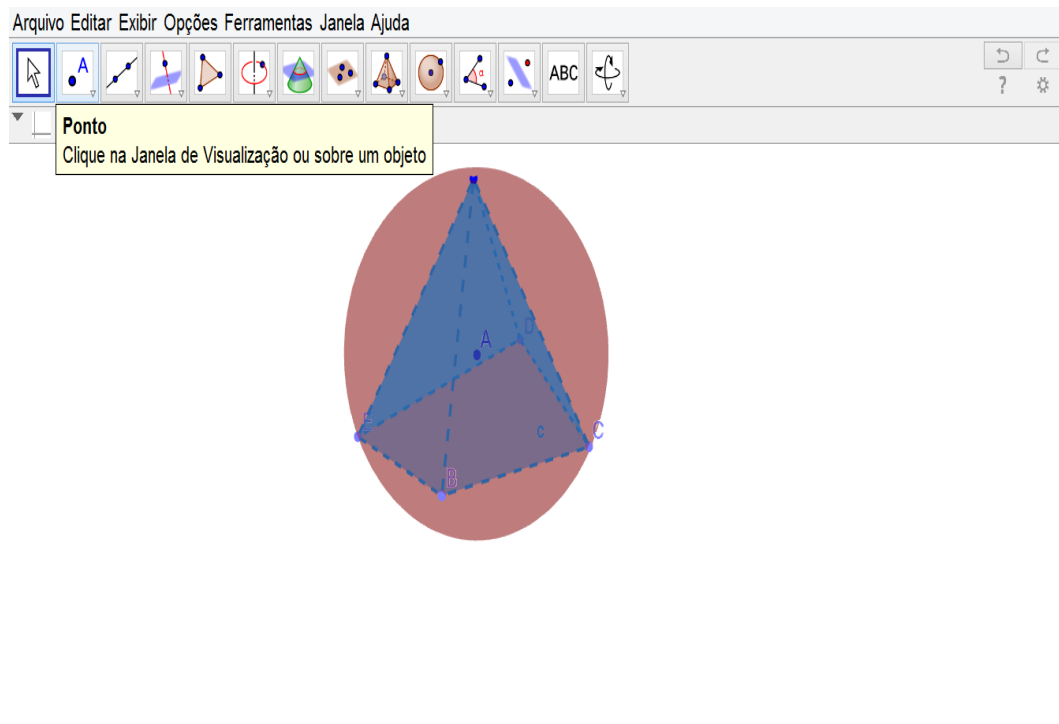 Arquivo Editar Exibir Opções Ferramentas Janela Ajuda
A α ABC
?
Ponto
Clique na Janela de Visualização ou sobre um objeto
D
A
E
c C
B